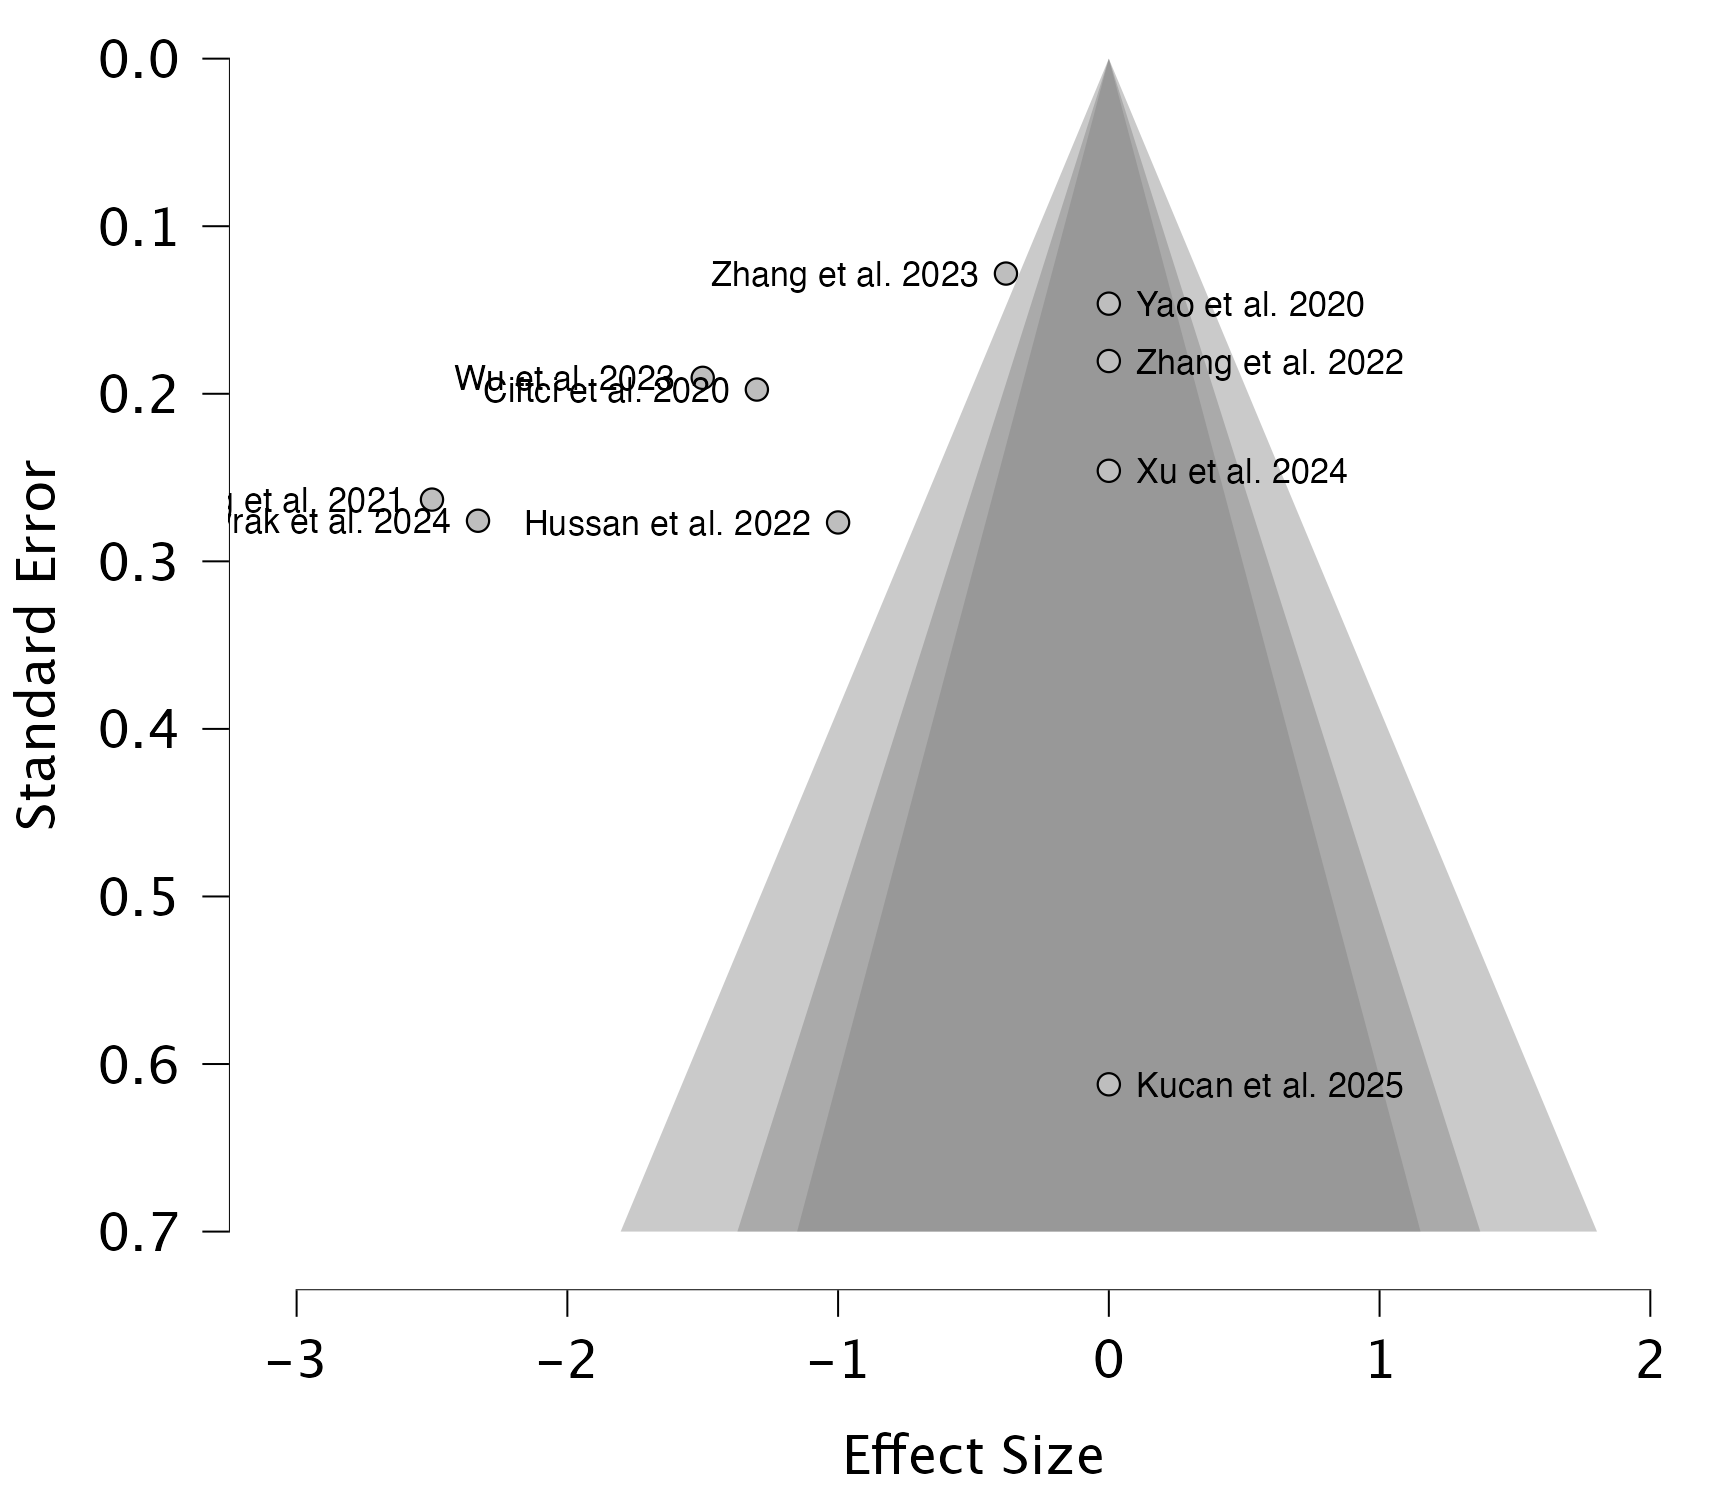 0.0
0.1
Zhang et al. 2023
Yao et al. 2020
Zhang et al. 2022
Wu et al. 2023
0.2
Ciftci et al. 2020
Xu et al. 2024
et al. 2021
et al. 2024
Hussan et al. 2022
0.3
Standard Error
0.4
0.5
0.6
Kucan et al. 2025
0.7
−3 −2 −1 0 1 2
Effect Size